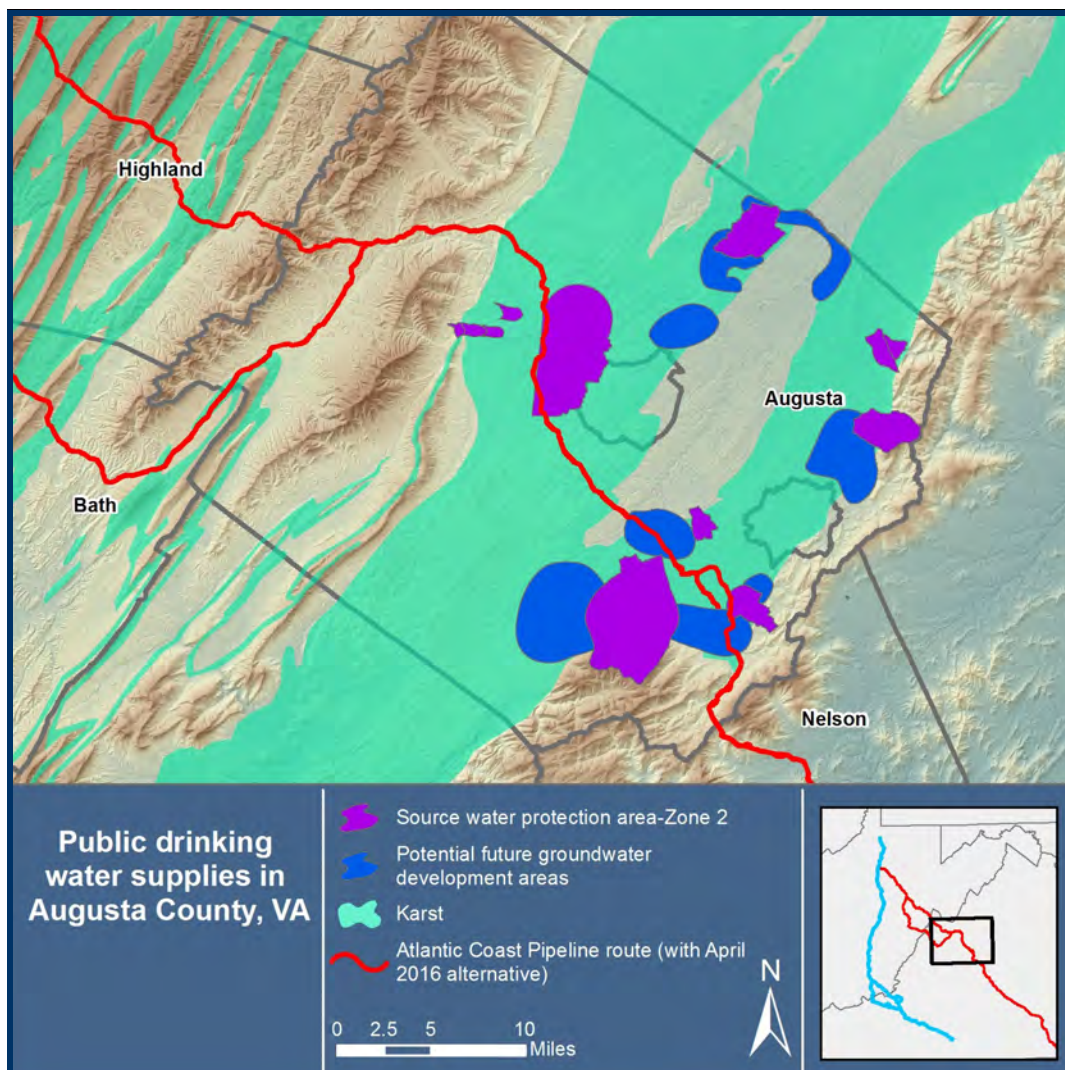 Highland
Augusta
Bath
Nelson
Public drinking
water supplies in
Augusta County, VA
Source water protection area-Zone 2
Potential future groundwater
development areas
Karst
Atlantic Coast Pipeline route (with April
2016 alternative)
0 2.5 5 10
Miles
N